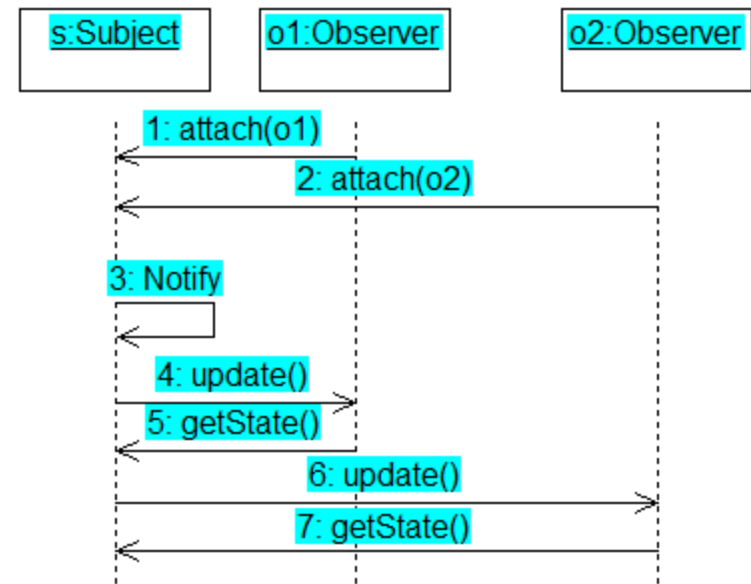 s:Subject
o1:Observer
o2:Observer
1: attach(o1)
2: attach(o2)
3: Notify
4: update()
5: getState()
6: update()
7: getState()